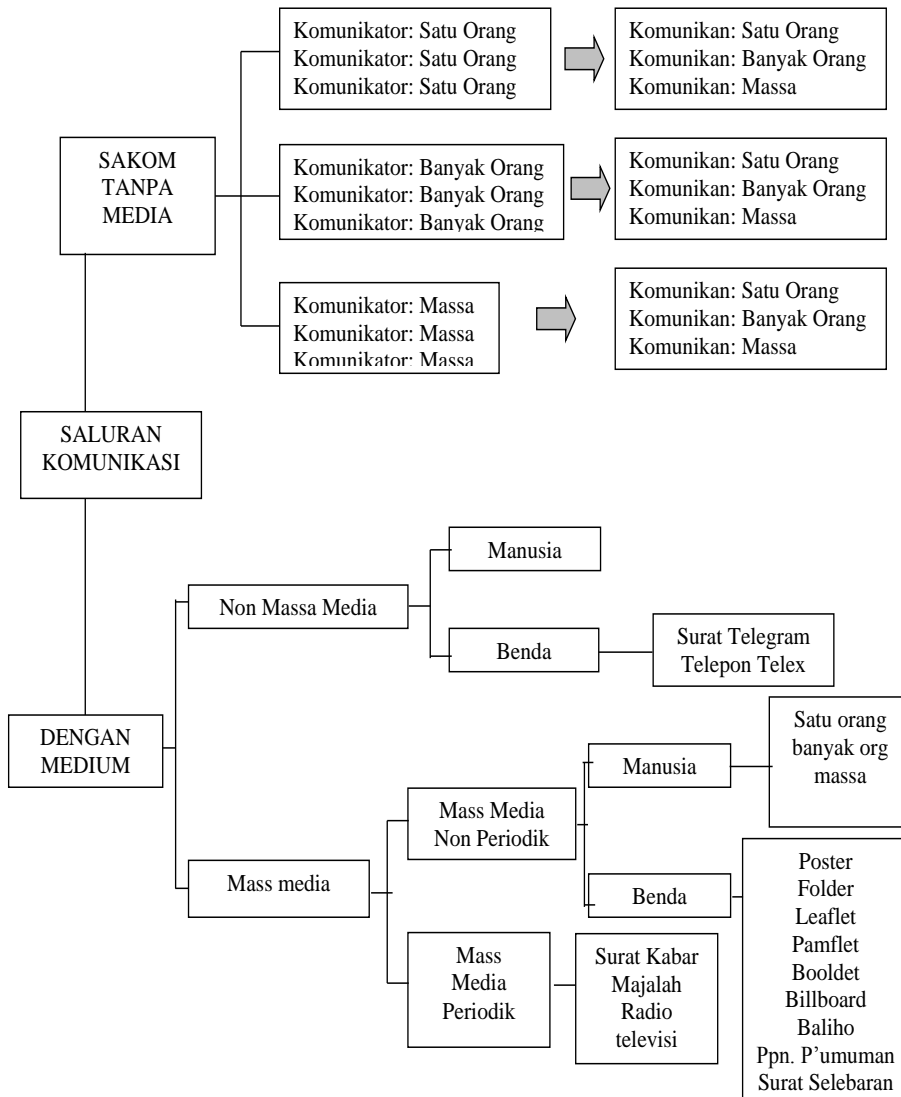 Komunikator: Satu Orang
Komunikator: Satu Orang
Komunikator: Satu Orang
Komunikan: Satu Orang
Komunikan: Banyak Orang
Komunikan: Massa
SAKOM
TANPA
MEDIA
Komunikator: Banyak Orang
Komunikator: Banyak Orang
Komunikator: Banyak Orang
Komunikan: Satu Orang
Komunikan: Banyak Orang
Komunikan: Massa
Komunikator: Massa
Komunikator: Massa
Komunikator: Massa
Komunikan: Satu Orang
Komunikan: Banyak Orang
Komunikan: Massa
SALURAN
KOMUNIKASI
Non Massa Media
Manusia
Benda
Surat Telegram
Telepon Telex
DENGAN
MEDIUM
Mass media
Mass Media
Non Periodik
Manusia
Satu orang
banyak org
massa
Benda
Poster
Folder
Leaflet
Pamflet
Booldet
Billboard
Baliho
Ppn. P’umuman
Surat Selebaran
Mass
Media
Periodik
Surat Kabar
Majalah
Radio
televisi